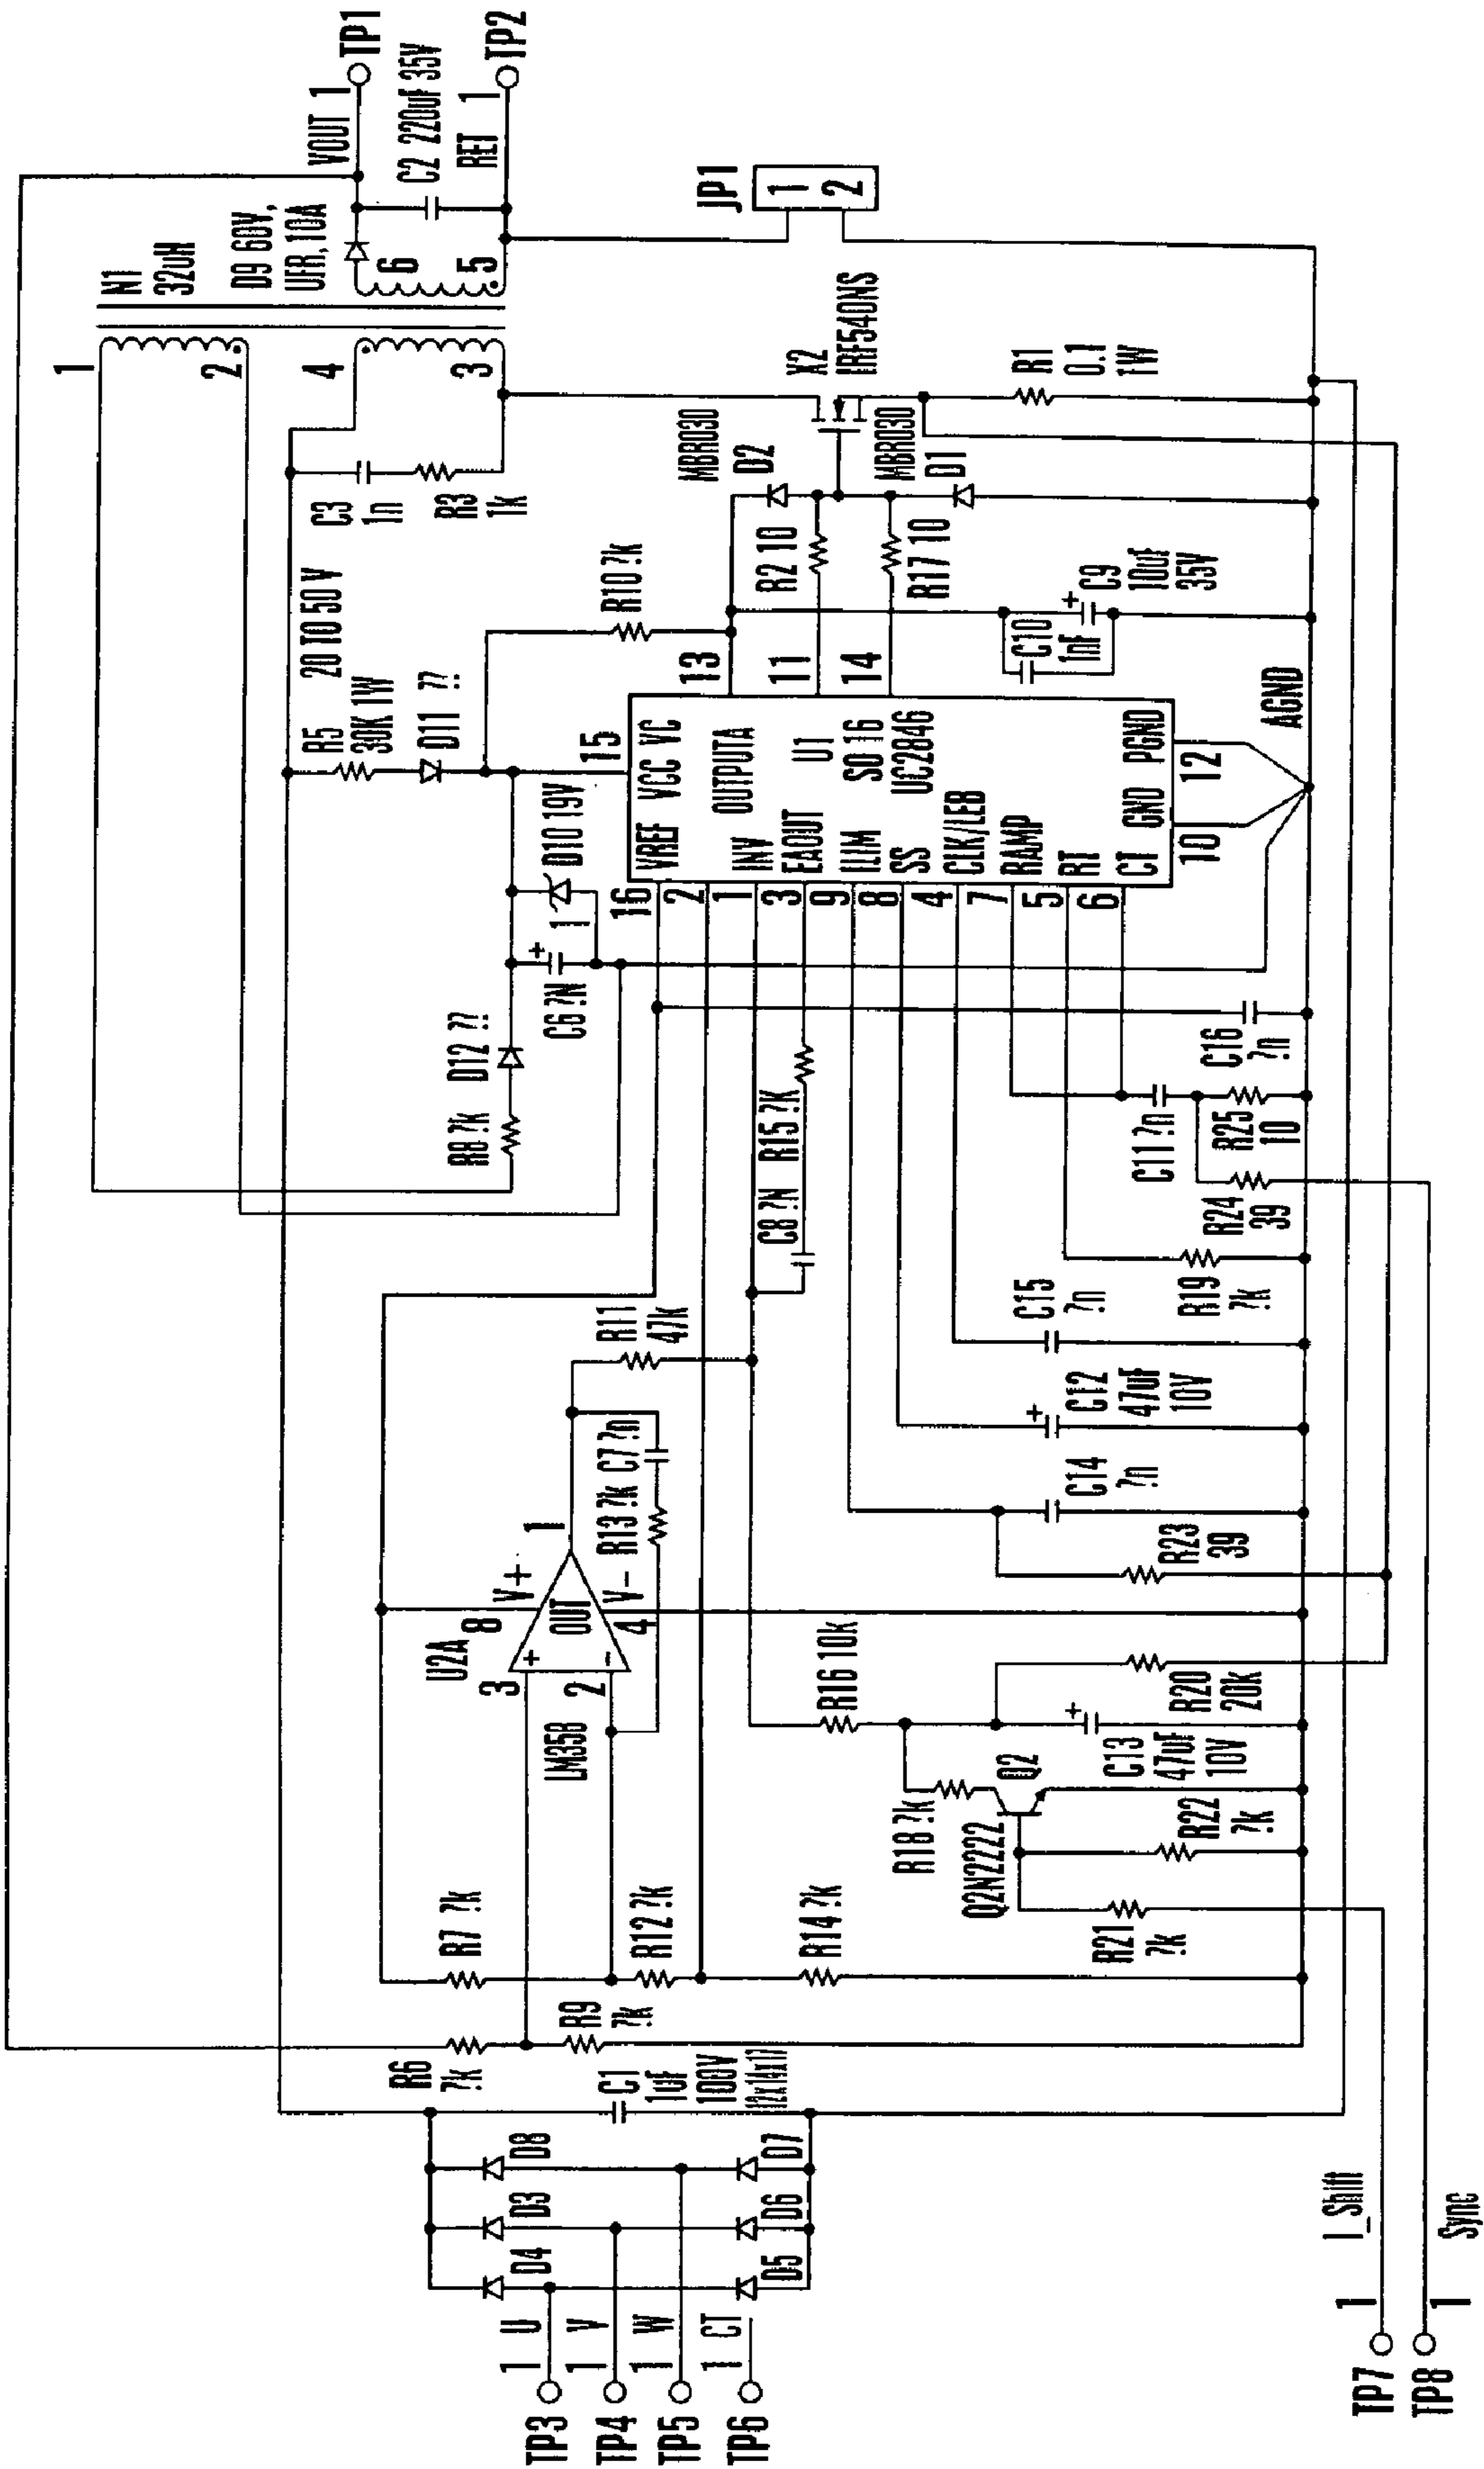 TP3
TP4
TP5
TP6
1 U
1 V
1 W
1 CT
D4
D3
D8
D5
D6
D7
C1
1uF
100V
12x14x17
R6
?k
R9
?k
R7 ?k
R12 ?k
R14 ?k
R21
?k
R22
?k
Q2N2222
Q2
R18 ?k
C13
47uF
10V
R20
20k
R16 10k
LM358
U2A
3
2
8
V+
+
-
OUT
V-
4
1
R13 ?k C7 ?n
R11
47k
R23
39
C14
?n
C12
47uF
10V
C15
?n
R19
?k
R24
39
R25
10
C11 ?n
C16
?n
C8 ?N R15 ?K
R8 ?k D12 ??
C6 ?N
1
D10 19V
R5
30K 1W
D11 ??
20 TO 50 V
16
2
1
3
9
8
4
7
5
6
VREF
INV
EAOUT
ILIM
SS
CLK/LEB
RAMP
RT
CT
VCC VC
OUTPUTA
U1
SO 16
UC2846
GND PGND
10
12
15
13
11
14
AGND
R10 ?k
R2 10
R17 10
C10
1nF
C9
10uF
35V
C3
1n
R3
1k
MBR030
D2
MBR030
D1
X2
IRF540NS
R1
0.1
1W
1
2
4
3
N1
32uH
6
5
D9 60V,
UFR,10A
VOUT 1
TP1
C2 220uF 35V
RET 1
TP2
JP1
1
2
I_Shift
1
TP7
Sync
1
TP8